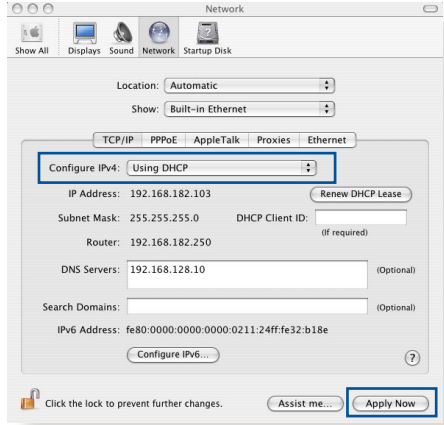 Network
Show All Displays Sound Network Startup Disk
Location: Automatic
Show: Built-in Ethernet
TCP/IP PPPoE AppleTalk Proxies Ethernet
Configure IPv4: Using DHCP
IP Address: 192.168.182.103 Renew DHCP Lease
Subnet Mask: 255.255.255.0 DHCP Client ID:
(If required)
Router: 192.168.182.250
DNS Servers: 192.168.128.10 (Optional)
Search Domains: (Optional)
IPv6 Address: fe80:0000:0000:0000:0211:24ff:fe32:b18e
Configure IPv6... ?
Click the lock to prevent further changes. Assist me... Apply Now